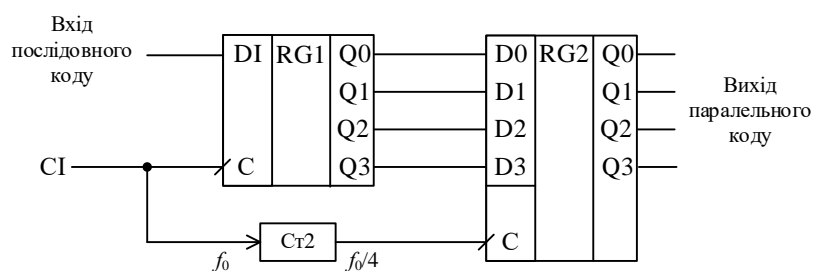 Вхід
послідовного
коду
DI RG1 Q0
Q1
Q2
C Q3
D0 RG2 Q0
D1 Q1
D2 Q2
D3 Q3
C
Вихід
паралельного
коду
CI
f0 Ст2 f0/4